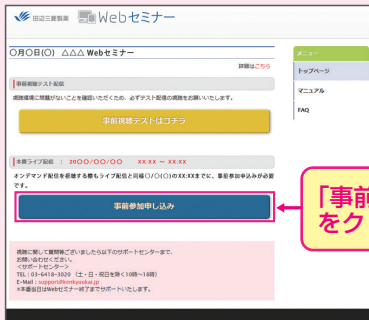 田辺三菱製薬 Webセミナー
〇月〇日(〇) △△△ Webセミナー
詳細はこちら
事前視聴テスト配信
視聴環境に問題がないことを確認いただくため、必ずテスト配信の視聴をお願いいたします。
事前視聴テストはコチラ
本番ライブ配信 : 20〇〇/〇〇/〇〇 XX:XX ~ XX:XX
オンデマンド配信を視聴する際もライブ配信と同様〇/〇(〇)のXX:XXまでに、事前参加申込みが必要
です。
事前参加申し込み
視聴に関して質問等ございましたら以下のサポートセンターまで、
お問い合わせください。
<サポートセンター>
TEL:03-6418-3020 (土・日・祝日を除く10時~18時)
E-Mail:support@kenkyuukai.jp
※本番当日はWebセミナー終了までサポートいたします。
メニュー
トップページ
マニュアル
FAQ
「事前
をク